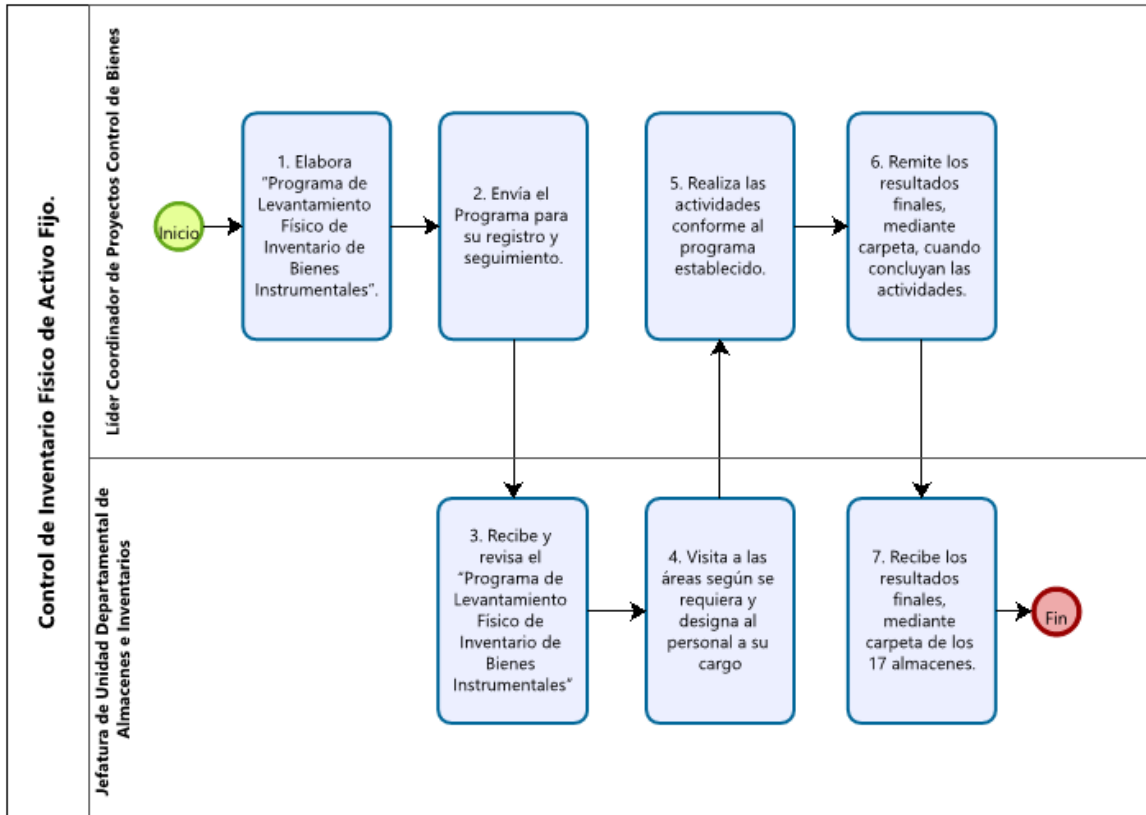 Control de Inventario Físico de Activo Fijo.
Líder Coordinador de Proyectos Control de Bienes
Inicio
1. Elabora
“Programa de
Levantamiento
Físico de
Inventario de
Bienes
Instrumentales”.
2. Envía el
Programa para
su registro y
seguimiento.
5. Realiza las
actividades
conforme al
programa
establecido.
6. Remite los
resultados
finales, mediante
carpeta, cuando
concluyan las
actividades.
Jefatura de Unidad Departamental de
Almacenes e Inventarios
3. Recibe y
revisa el
“Programa de
Levantamiento
Físico de
Inventario de
Bienes
Instrumentales”
4. Visita a las
áreas según se
requiera y
designa al
personal a su
cargo
7. Recibe los
resultados
finales,
mediante
carpeta de los
17 almacenes.
Fin